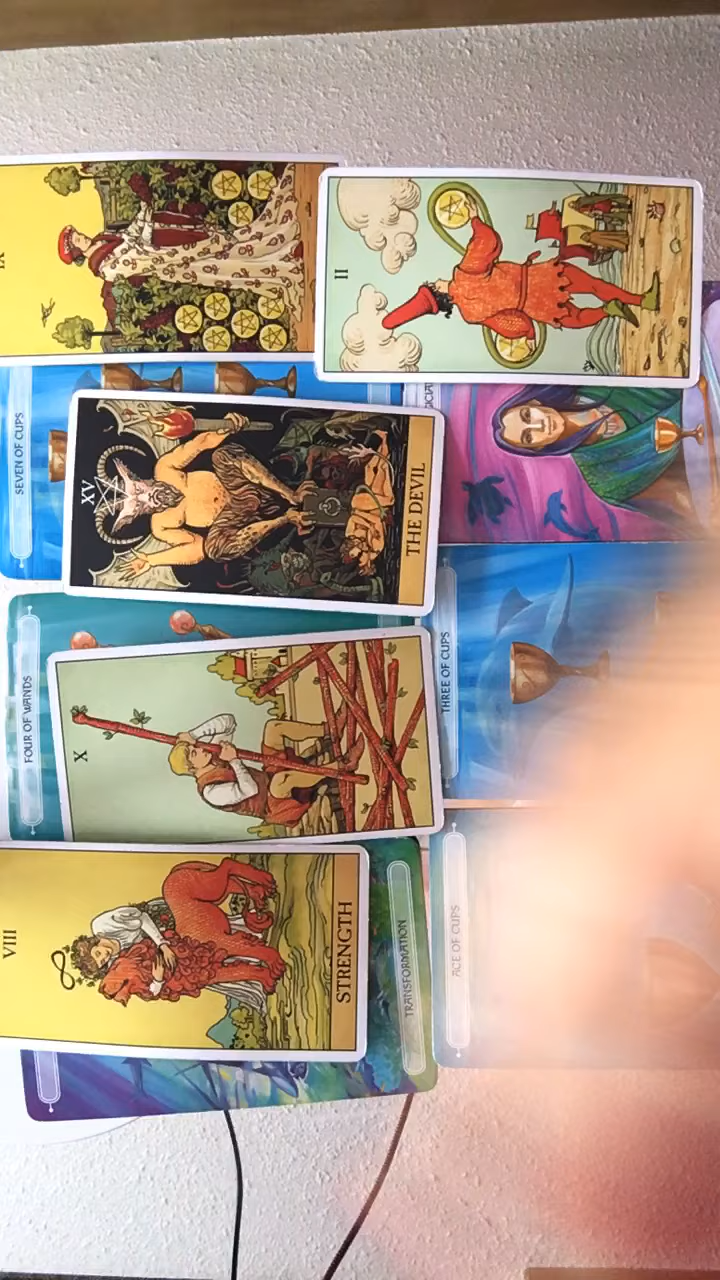 IX
II
SEVEN OF CUPS
XV
THE DEVIL
FOUR OF WANDS
X
THREE OF CUPS
VIII
STRENGTH
TRANSFORMATION
ACE OF CUPS